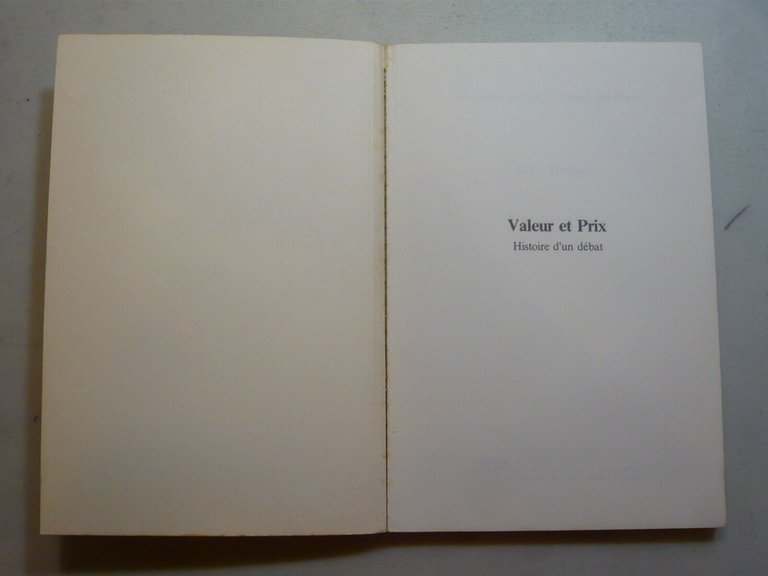 Valeur et Prix
Histoire d'un débat